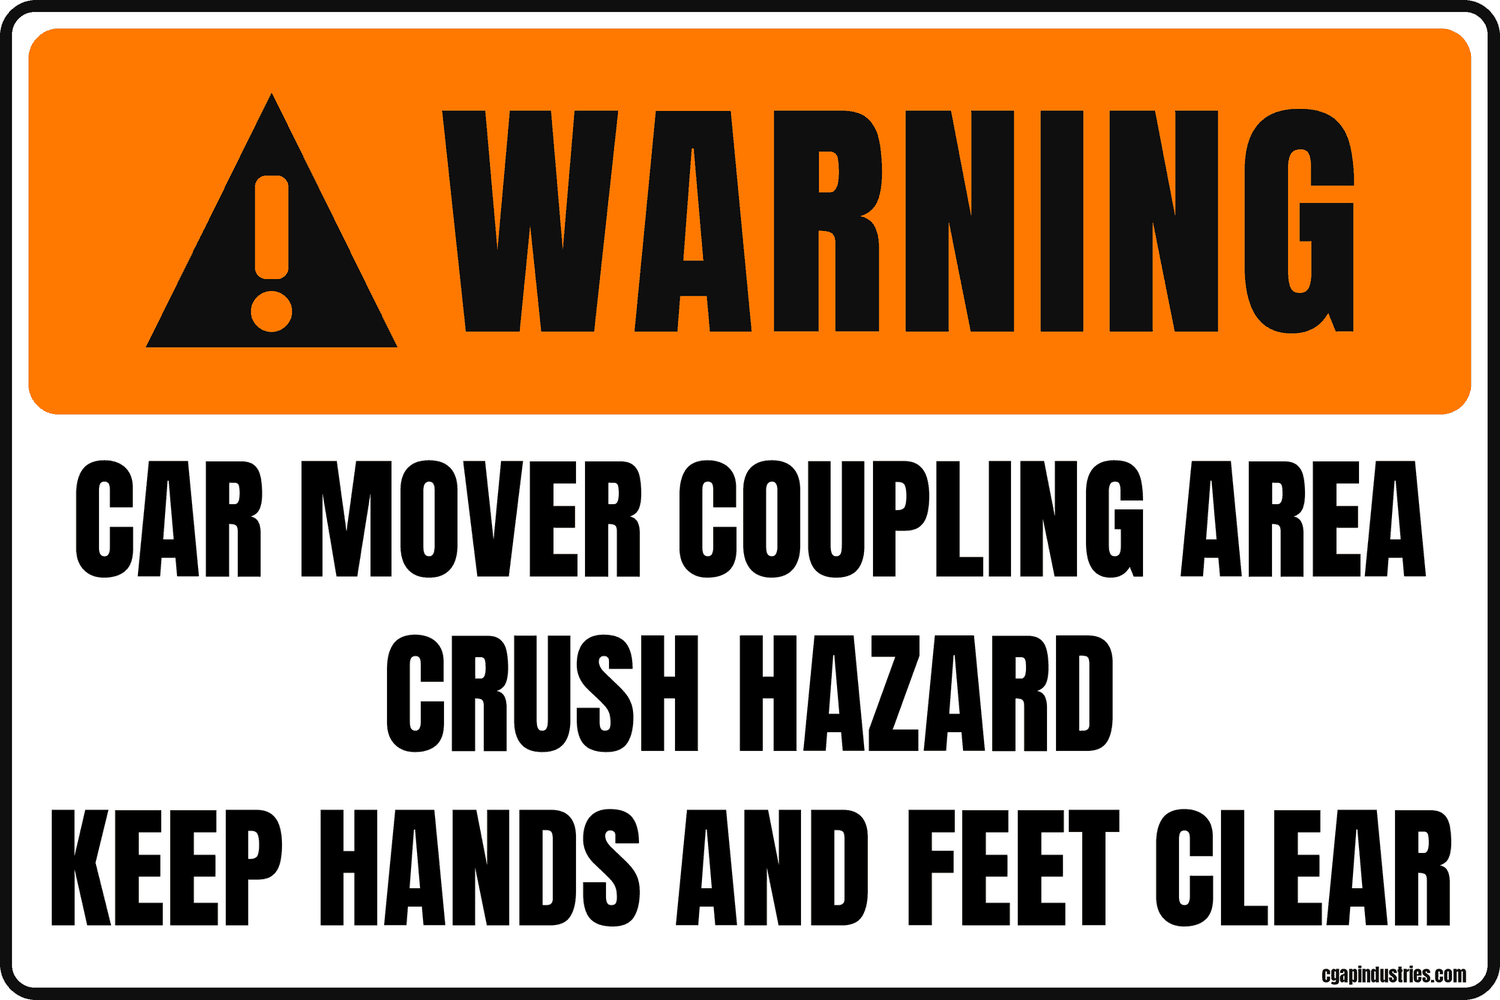 WARNING
CAR MOVER COUPLING AREA
CRUSH HAZARD
KEEP HANDS AND FEET CLEAR
cgapindustries.com